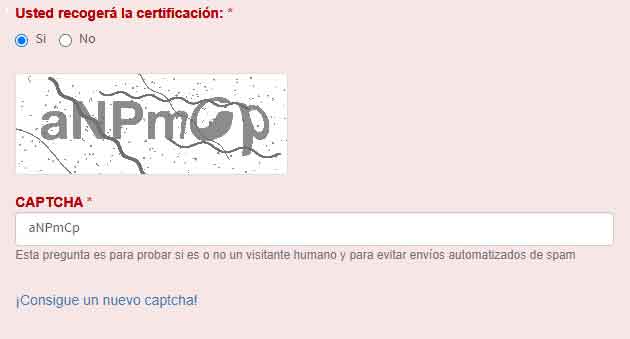 Usted recogerá la certificación: *
Si No
aNPmCp
CAPTCHA *
aNPmCp
Esta pregunta es para probar si es o no un visitante humano y para evitar envíos automatizados de spam
¡Consigue un nuevo captcha!